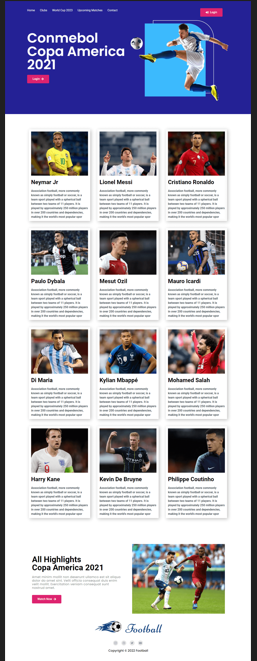 Home Clubs World Cup 2022 Upcoming Matches Contact
Login
Conmebol
Copa America
2021
Login
Neymar Jr
Association football, more commonly
known as simply football or soccer, is a
team sport played with a spherical ball
between two teams of 11 players. It is
played by approximately 250 million players
in over 200 countries and dependencies,
making it the world's most popular sport
Lionel Messi
Association football, more commonly
known as simply football or soccer, is a
team sport played with a spherical ball
between two teams of 11 players. It is
played by approximately 250 million players
in over 200 countries and dependencies,
making it the world's most popular sport
Cristiano Ronaldo
Association football, more commonly
known as simply football or soccer, is a
team sport played with a spherical ball
between two teams of 11 players. It is
played by approximately 250 million players
in over 200 countries and dependencies,
making it the world's most popular sport
Paulo Dybala
Association football, more commonly
known as simply football or soccer, is a
team sport played with a spherical ball
between two teams of 11 players. It is
played by approximately 250 million players
in over 200 countries and dependencies,
making it the world's most popular sport
Mesut Ozil
Association football, more commonly
known as simply football or soccer, is a
team sport played with a spherical ball
between two teams of 11 players. It is
played by approximately 250 million players
in over 200 countries and dependencies,
making it the world's most popular sport
Mauro Icardi
Association football, more commonly
known as simply football or soccer, is a
team sport played with a spherical ball
between two teams of 11 players. It is
played by approximately 250 million players
in over 200 countries and dependencies,
making it the world's most popular sport
Di Maria
Association football, more commonly
known as simply football or soccer, is a
team sport played with a spherical ball
between two teams of 11 players. It is
played by approximately 250 million players
in over 200 countries and dependencies,
making it the world's most popular sport
Kylian Mbappé
Association football, more commonly
known as simply football or soccer, is a
team sport played with a spherical ball
between two teams of 11 players. It is
played by approximately 250 million players
in over 200 countries and dependencies,
making it the world's most popular sport
Mohamed Salah
Association football, more commonly
known as simply football or soccer, is a
team sport played with a spherical ball
between two teams of 11 players. It is
played by approximately 250 million players
in over 200 countries and dependencies,
making it the world's most popular sport
Harry Kane
Association football, more commonly
known as simply football or soccer, is a
team sport played with a spherical ball
between two teams of 11 players. It is
played by approximately 250 million players
in over 200 countries and dependencies,
making it the world's most popular sport
Kevin De Bruyne
Association football, more commonly
known as simply football or soccer, is a
team sport played with a spherical ball
between two teams of 11 players. It is
played by approximately 250 million players
in over 200 countries and dependencies,
making it the world's most popular sport
Philippe Coutinho
Association football, more commonly
known as simply football or soccer, is a
team sport played with a spherical ball
between two teams of 11 players. It is
played by approximately 250 million players
in over 200 countries and dependencies,
making it the world's most popular sport
All Highlights
Copa America 2021
Watch Now
Football
Copyright © 2022 Football